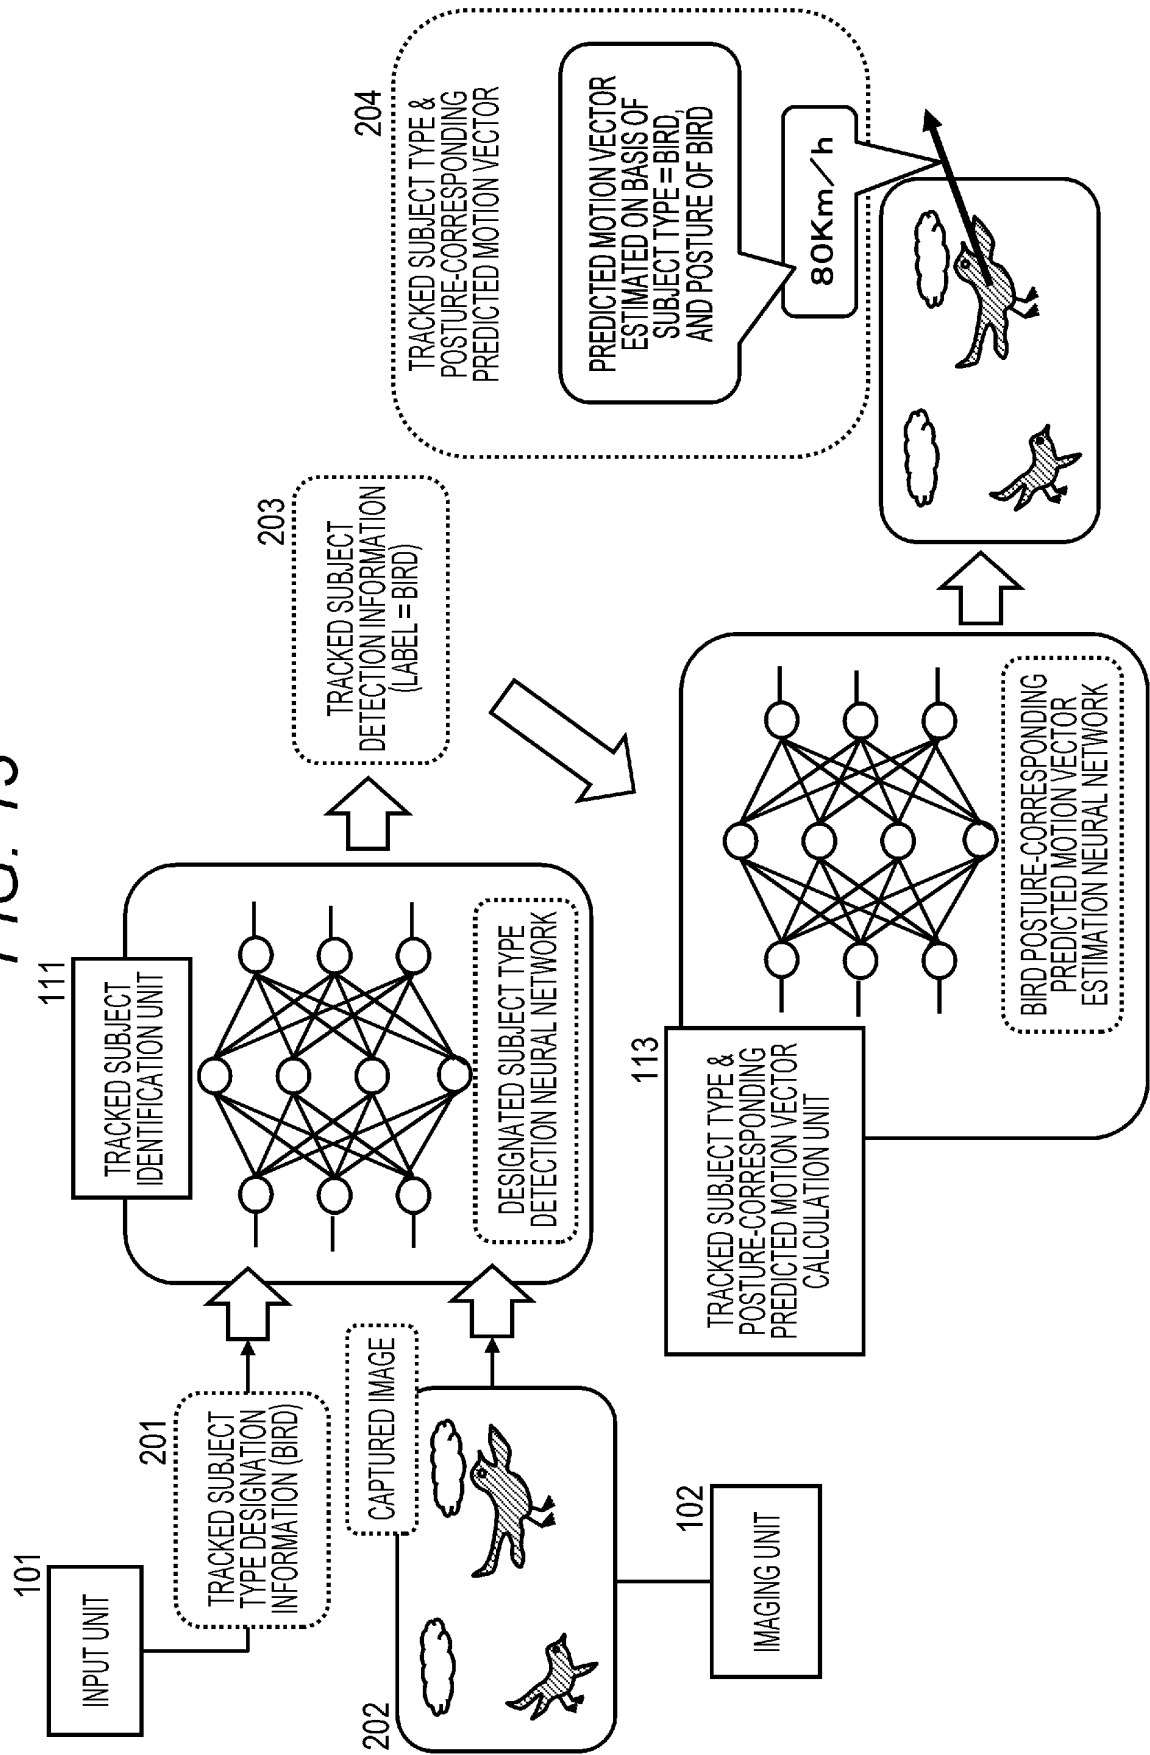 FIG. 13
101
INPUT UNIT
201
TRACKED SUBJECT
TYPE DESIGNATION
INFORMATION (BIRD)
202
CAPTURED IMAGE
102
IMAGING UNIT
111
TRACKED SUBJECT
IDENTIFICATION UNIT
DESIGNATED SUBJECT TYPE
DETECTION NEURAL NETWORK
203
TRACKED SUBJECT
DETECTION INFORMATION
(LABEL = BIRD)
113
TRACKED SUBJECT TYPE &
POSTURE-CORRESPONDING
PREDICTED MOTION VECTOR
CALCULATION UNIT
BIRD POSTURE-CORRESPONDING
PREDICTED MOTION VECTOR
ESTIMATION NEURAL NETWORK
204
TRACKED SUBJECT TYPE &
POSTURE-CORRESPONDING
PREDICTED MOTION VECTOR
PREDICTED MOTION VECTOR
ESTIMATED ON BASIS OF
SUBJECT TYPE = BIRD,
AND POSTURE OF BIRD
80Km/h